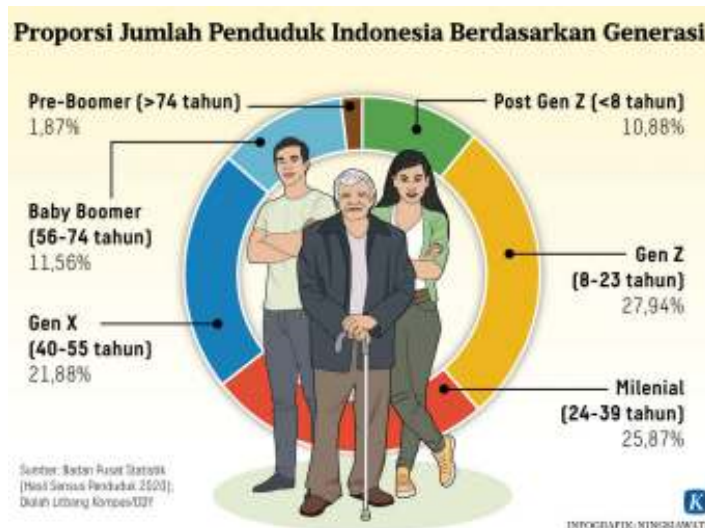 Proporsi Jumlah Penduduk Indonesia Berdasarkan Generasi
Pre-Boomer (>74 tahun)
1,87%
Post Gen Z (<8 tahun)
10,88%
Baby Boomer
(56-74 tahun)
11,56%
Gen Z
(8-23 tahun)
27,94%
Gen X
(40-55 tahun)
21,88%
Milenial
(24-39 tahun)
25,87%
Sumber: Badan Pusat Statistik
(Hasil Sensus Penduduk 2020);
Diolah Litbang Kompas/DDY
K
INFOGRAFIK: NINGSIAWAT